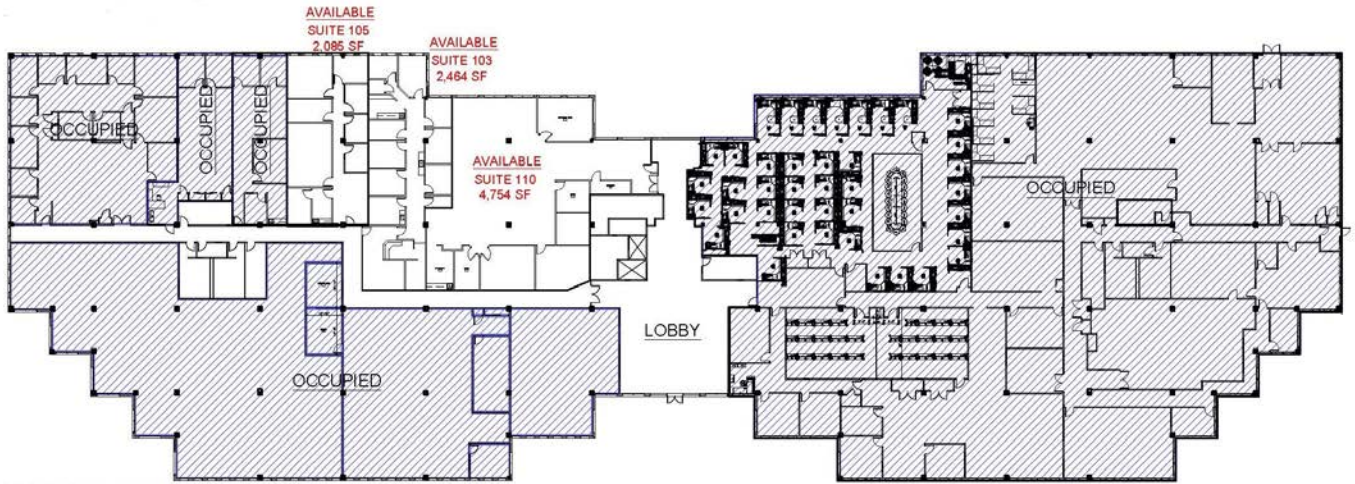 AVAILABLE
SUITE 105
2,085 SF
AVAILABLE
SUITE 103
2,464 SF
OCCUPIED
OCCUPIED
OCCUPIED
AVAILABLE
SUITE 110
4,754 SF
OCCUPIED
LOBBY
OCCUPIED